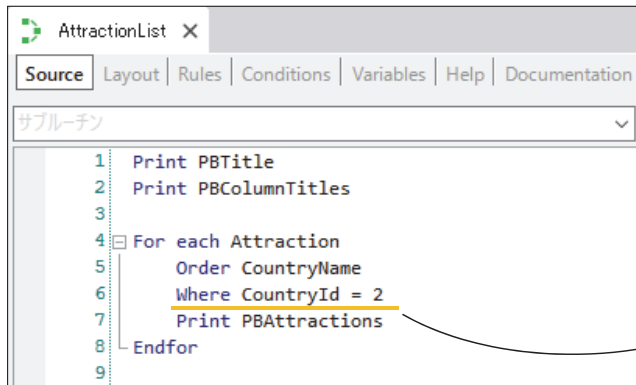 AttractionList
Source Layout Rules Conditions Variables Help Documentation
サブルーチン
1 Print PBTitle
2 Print PBColumnTitles
3
4 For each Attraction
5 Order CountryName
6 Where CountryId = 2
7 Print PBAttractions
8 Endfor
9